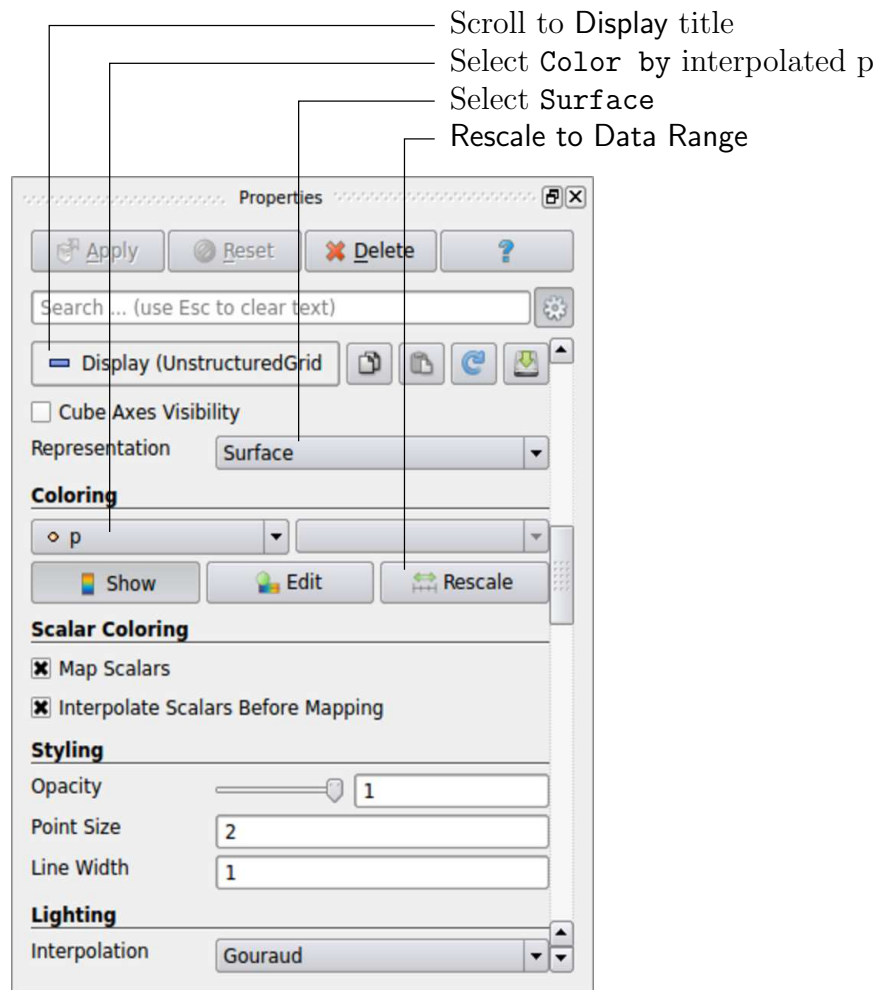 Scroll to Display title
Select Color by interpolated p
Select Surface
Rescale to Data Range
Properties
Apply Reset Delete ?
Search ... (use Esc to clear text)
Display (UnstructuredGrid
Cube Axes Visibility
Representation Surface
Coloring
p
Show Edit Rescale
Scalar Coloring
Map Scalars
Interpolate Scalars Before Mapping
Styling
Opacity 1
Point Size 2
Line Width 1
Lighting
Interpolation Gouraud